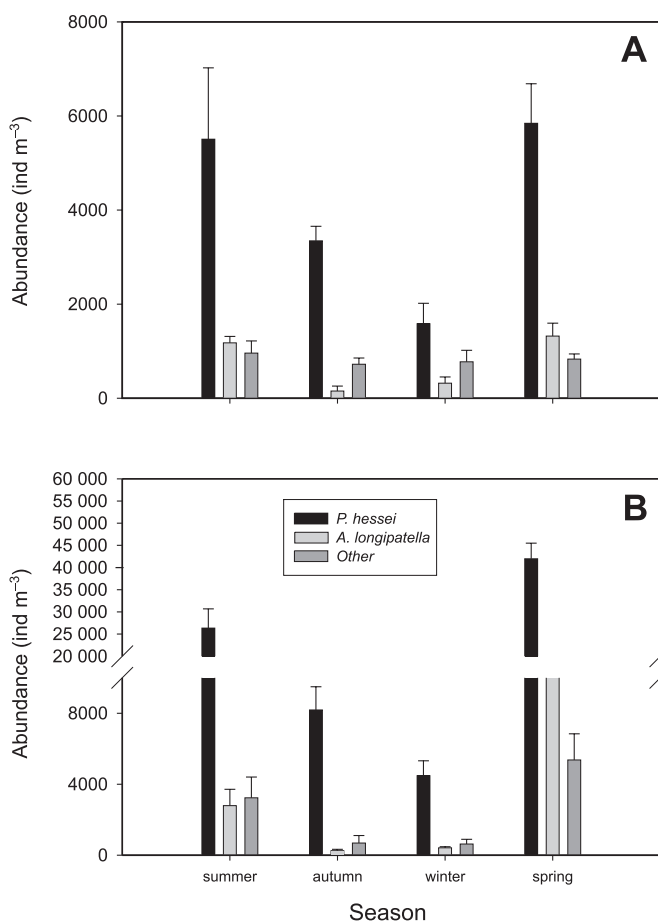 8000
A
6000
4000
2000
0
Abundance (ind m⁻³)
60 000
55 000
50 000
45 000
40 000
35 000
30 000
25 000
20 000
8000
4000
0
B
P. hessei
A. longipatella
Other
Abundance (ind m⁻³)
summer autumn winter spring
Season